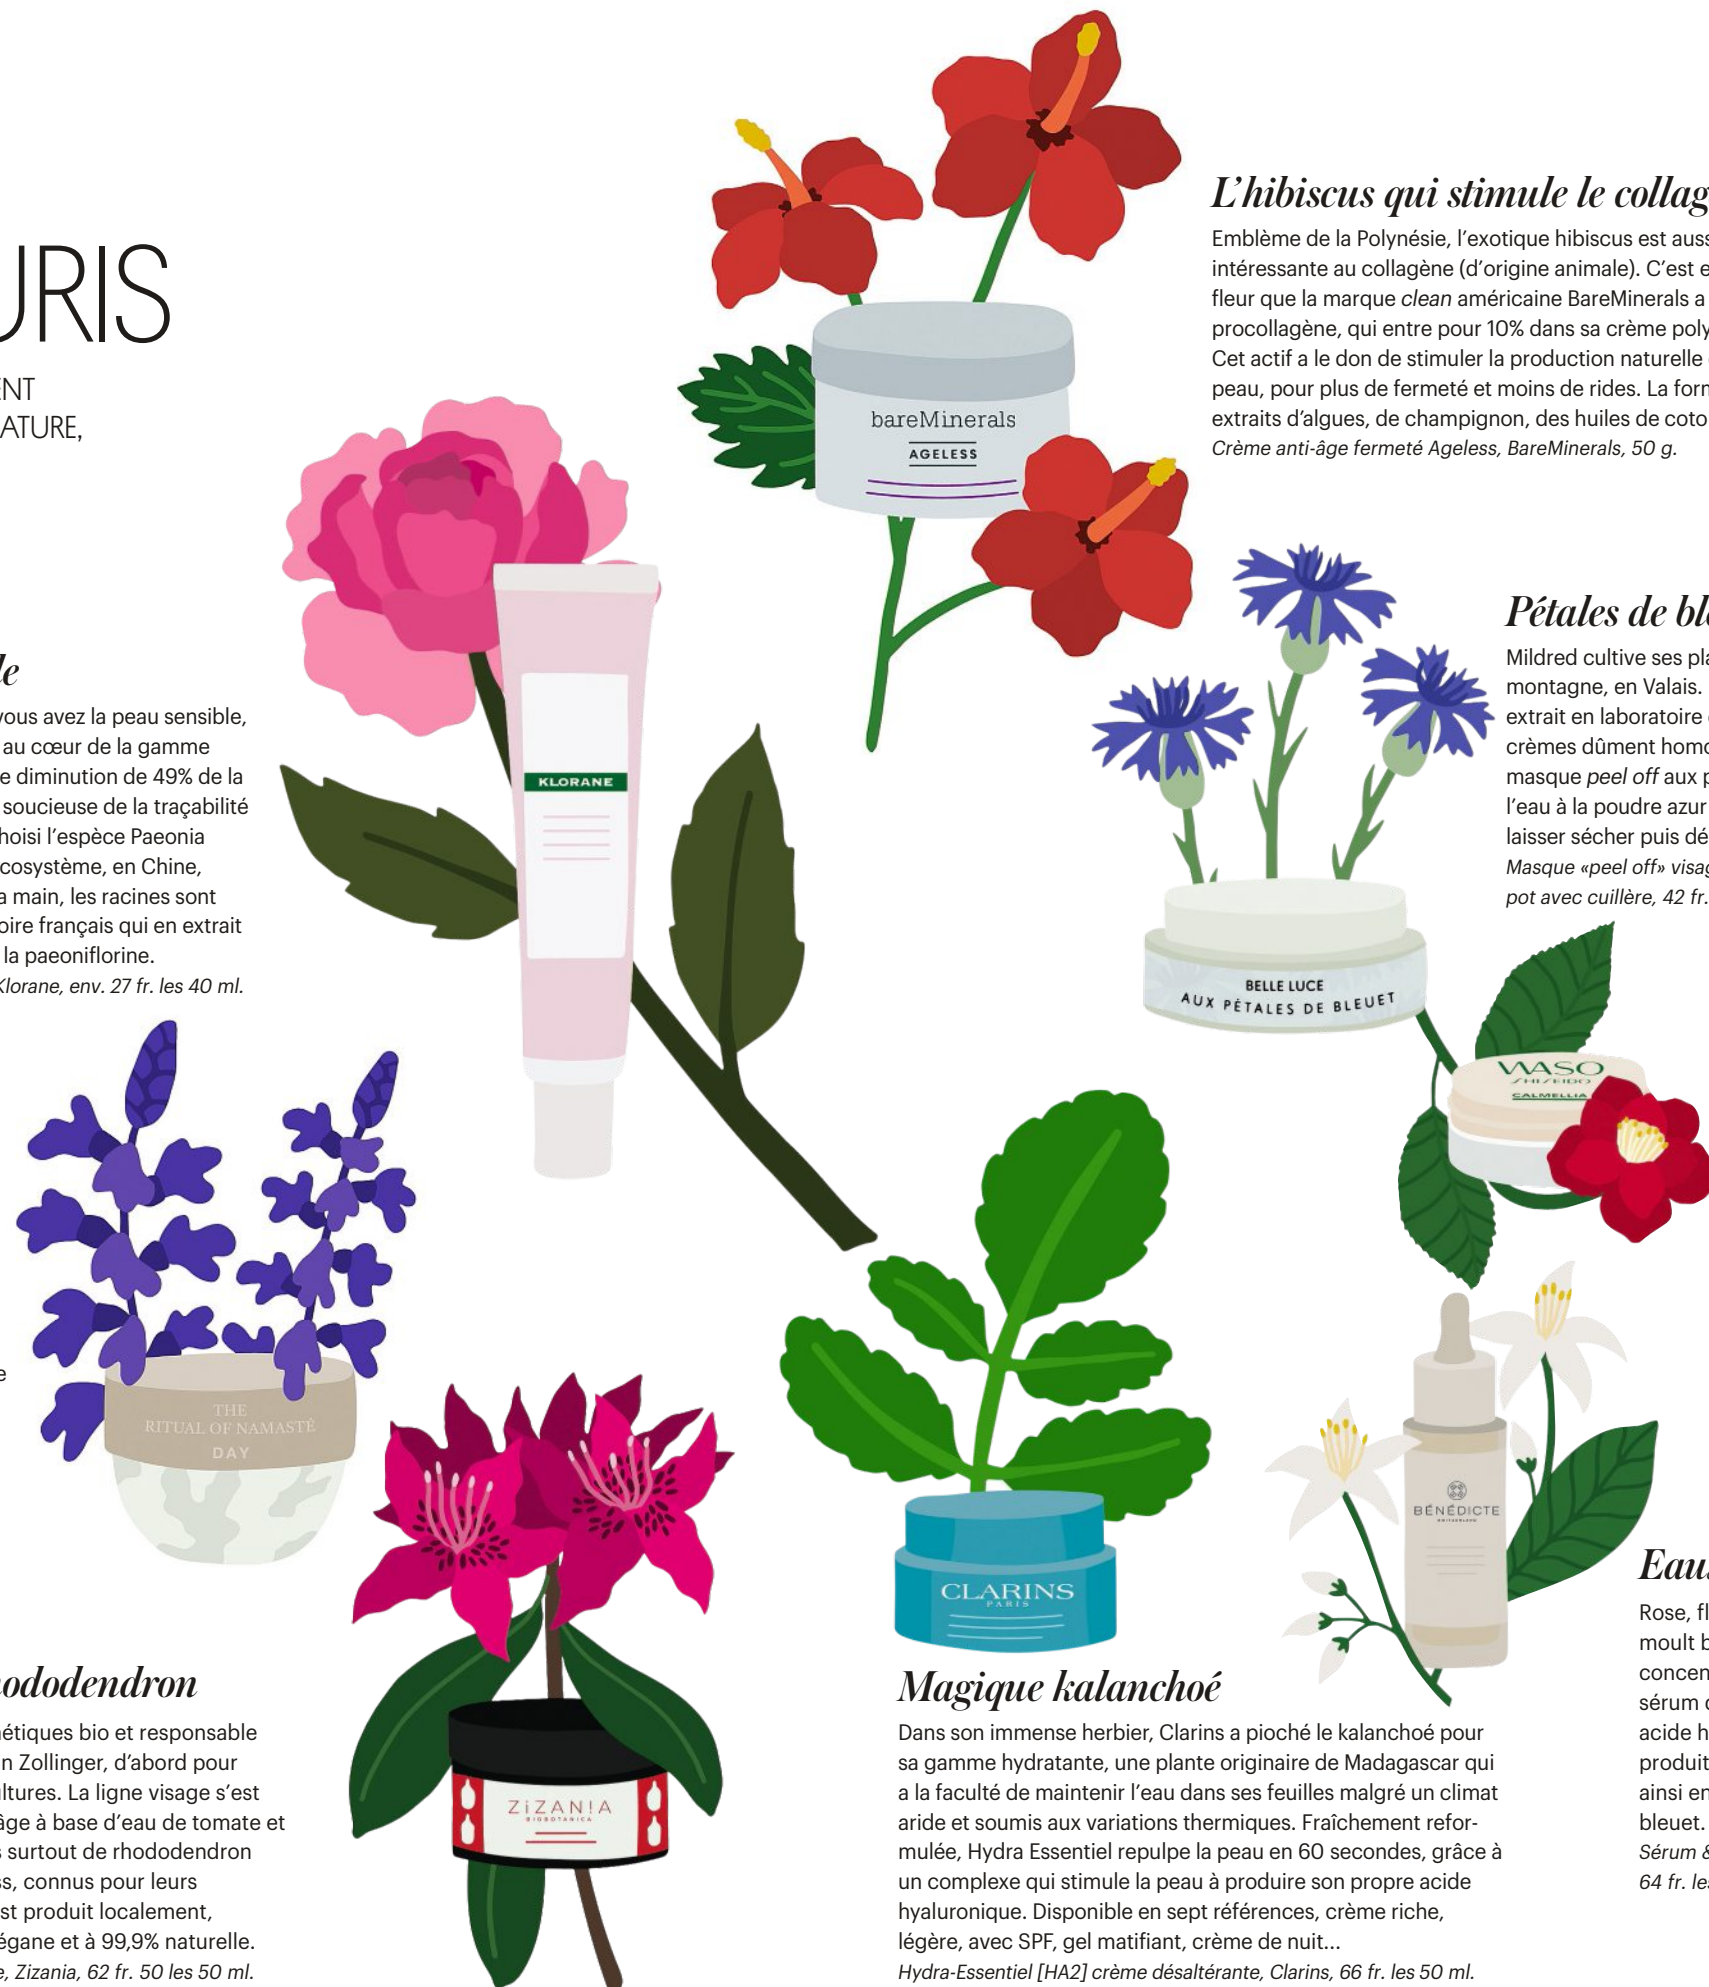 URIS
ENT
ATURE,
L’hibiscus qui stimule le collag
Emblème de la Polynésie, l’exotique hibiscus est auss
intéressante au collagène (d’origine animale). C’est e
fleur que la marque clean américaine BareMinerals a
procollagène, qui entre pour 10% dans sa crème poly
Cet actif a le don de stimuler la production naturelle
peau, pour plus de fermeté et moins de rides. La form
extraits d’algues, de champignon, des huiles de coto
Crème anti-âge fermeté Ageless, BareMinerals, 50 g.
bareMinerals
AGELESS
le
vous avez la peau sensible,
au cœur de la gamme
e diminution de 49% de la
soucieuse de la traçabilité
hoisi l’espèce Paeonia
cosystème, en Chine,
a main, les racines sont
oire français qui en extrait
la paeoniflorine.
Klorane, env. 27 fr. les 40 ml.
KLORANE
Pétales de ble
Mildred cultive ses pla
montagne, en Valais.
extrait en laboratoire
crèmes dûment homo
masque peel off aux p
l’eau à la poudre azur
laisser sécher puis dé
Masque «peel off» visag
pot avec cuillère, 42 fr.
BELLE LUCE
AUX PÉTALES DE BLEUET
WASO
SHISEIDO
CALMELLIA
e
THE
RITUAL OF NAMASTÉ
DAY
BÉNÉDICTE
SWITZERLAND
CLARINS
PARIS
ZiZAN!A
BIOBOTANICA
hododendron
nétiques bio et responsable
n Zollinger, d’abord pour
ultures. La ligne visage s’est
âge à base d’eau de tomate et
s surtout de rhododendron
ss, connus pour leurs
st produit localement,
égane et à 99,9% naturelle.
e, Zizania, 62 fr. 50 les 50 ml.
Magique kalanchoé
Dans son immense herbier, Clarins a pioché le kalanchoé pour
sa gamme hydratante, une plante originaire de Madagascar qui
a la faculté de maintenir l’eau dans ses feuilles malgré un climat
aride et soumis aux variations thermiques. Fraîchement refor-
mulée, Hydra Essentiel repulpe la peau en 60 secondes, grâce à
un complexe qui stimule la peau à produire son propre acide
hyaluronique. Disponible en sept références, crème riche,
légère, avec SPF, gel matifiant, crème de nuit...
Hydra-Essentiel [HA2] crème désaltérante, Clarins, 66 fr. les 50 ml.
Eau
Rose, fl
moult b
concen
sérum
acide h
produit
ainsi en
bleuet.
Sérum &
64 fr. les